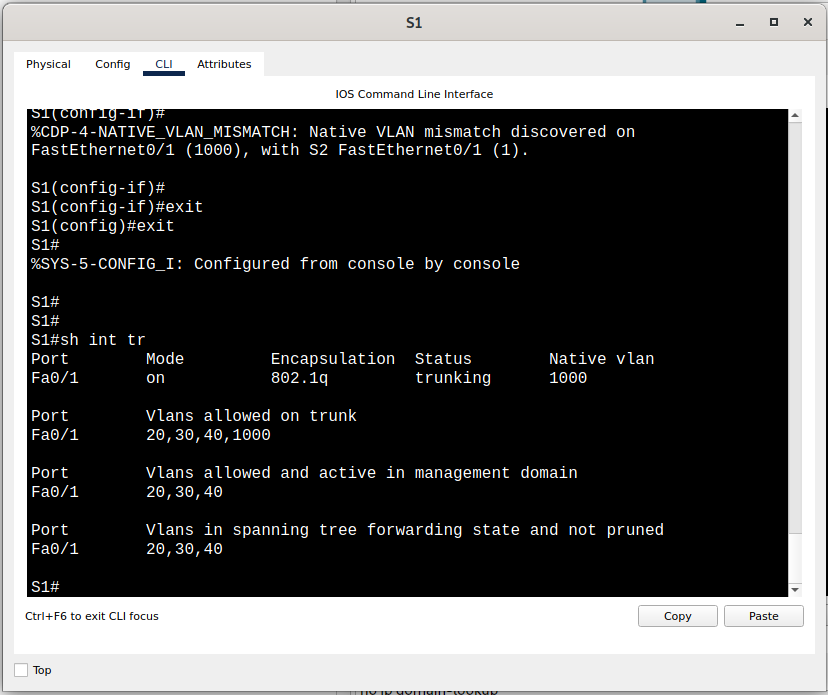 S1
Physical Config CLI Attributes
IOS Command Line Interface
S1(config-if)#
%CDP-4-NATIVE_VLAN_MISMATCH: Native VLAN mismatch discovered on
FastEthernet0/1 (1000), with S2 FastEthernet0/1 (1).
S1(config-if)#
S1(config-if)#exit
S1(config)#exit
S1#
%SYS-5-CONFIG_I: Configured from console by console
S1#
S1#
S1#sh int tr
Port Mode Encapsulation Status Native vlan
Fa0/1 on 802.1q trunking 1000
Port Vlans allowed on trunk
Fa0/1 20,30,40,1000
Port Vlans allowed and active in management domain
Fa0/1 20,30,40
Port Vlans in spanning tree forwarding state and not pruned
Fa0/1 20,30,40
S1#
Ctrl+F6 to exit CLI focus
Copy Paste
Top
no ip domain-lookup